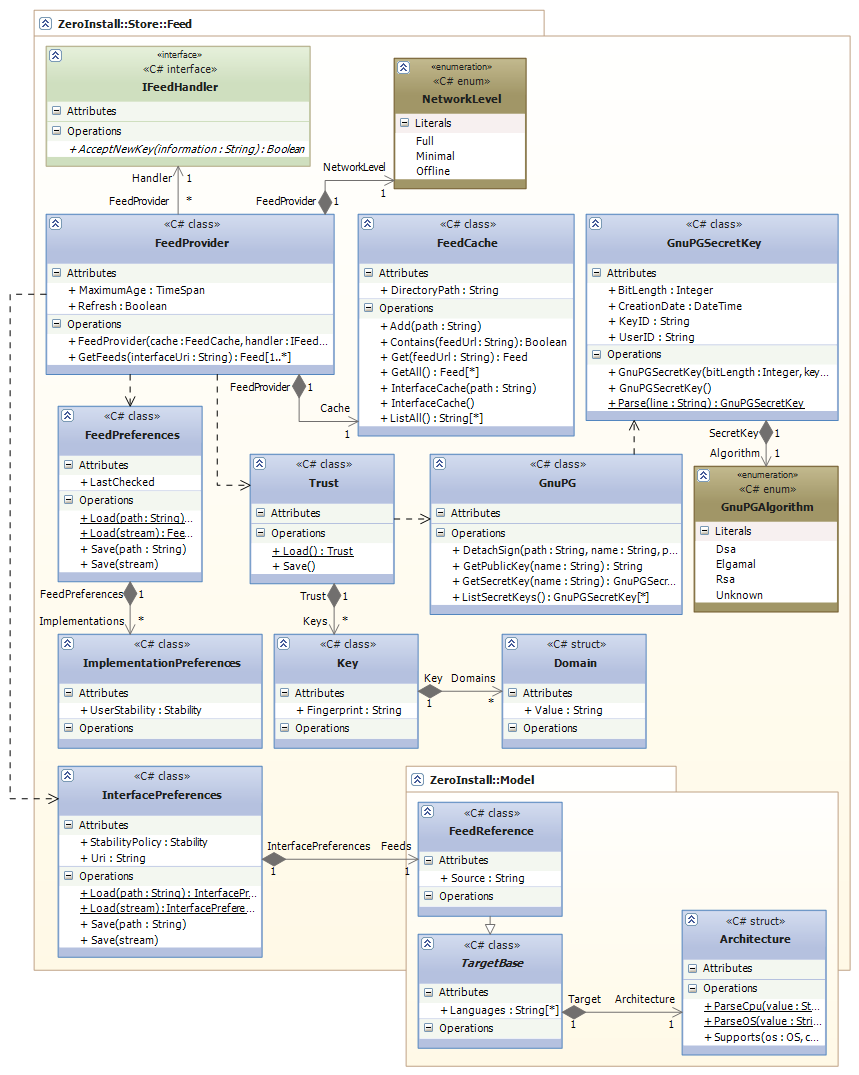 ZeroInstall::Store::Feed
«interface»
«C# interface»
IFeedHandler
Attributes
Operations
+ AcceptNewKey(information : String) : Boolean
«enumeration»
«C# enum»
NetworkLevel
Literals
Full
Minimal
Offline
Handler
1
FeedProvider
*
NetworkLevel
1
FeedProvider
1
«C# class»
FeedProvider
Attributes
+ MaximumAge : TimeSpan
+ Refresh : Boolean
Operations
+ FeedProvider(cache : FeedCache, handler : IFeed...
+ GetFeeds(interfaceUri : String) : Feed[1..*]
«C# class»
FeedCache
Attributes
+ DirectoryPath : String
Operations
+ Add(path : String)
+ Contains(feedUrl : String) : Boolean
+ Get(feedUrl : String) : Feed
+ GetAll() : Feed[*]
+ InterfaceCache(path : String)
+ InterfaceCache()
+ ListAll() : String[*]
«C# class»
GnuPGSecretKey
Attributes
+ BitLength : Integer
+ CreationDate : DateTime
+ KeyID : String
+ UserID : String
Operations
+ GnuPGSecretKey(bitLength : Integer, key...
+ GnuPGSecretKey()
+ Parse(line : String) : GnuPGSecretKey
FeedProvider
1
Cache
1
SecretKey
1
Algorithm
1
«C# class»
FeedPreferences
Attributes
+ LastChecked
Operations
+ Load(path : String)...
+ Load(stream) : Fee...
+ Save(path : String)
+ Save(stream)
«C# class»
Trust
Attributes
Operations
+ Load() : Trust
+ Save()
«C# class»
GnuPG
Attributes
Operations
+ DetachSign(path : String, name : String, p...
+ GetPublicKey(name : String) : String
+ GetSecretKey(name : String) : GnuPGSecr...
+ ListSecretKeys() : GnuPGSecretKey[*]
«enumeration»
«C# enum»
GnuPGAlgorithm
Literals
Dsa
Elgamal
Rsa
Unknown
FeedPreferences
1
Implementations
*
Trust
1
Keys
*
«C# class»
ImplementationPreferences
Attributes
+ UserStability : Stability
Operations
«C# class»
Key
Attributes
+ Fingerprint : String
Operations
Key
1
Domains
*
«C# struct»
Domain
Attributes
+ Value : String
Operations
«C# class»
InterfacePreferences
Attributes
+ StabilityPolicy : Stability
+ Uri : String
Operations
+ Load(path : String) : InterfacePr...
+ Load(stream) : InterfacePrefere...
+ Save(path : String)
+ Save(stream)
InterfacePreferences
1
Feeds
1
ZeroInstall::Model
«C# class»
FeedReference
Attributes
+ Source : String
Operations
«C# class»
TargetBase
Attributes
+ Languages : String[*]
Operations
Target
1
Architecture
1
«C# struct»
Architecture
Attributes
Operations
+ ParseCpu(value : St...
+ ParseOS(value : Stri...
+ Supports(os : OS, c...